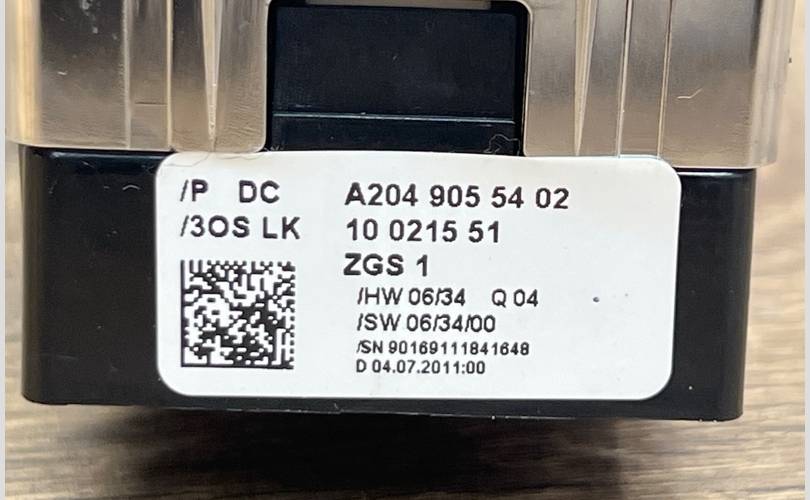 /P DC A204 905 54 02
/3OS LK 10 0215 51
ZGS 1
/HW 06/34 Q 04
/SW 06/34/00
/SN 90169111841648
D 04.07.2011:00